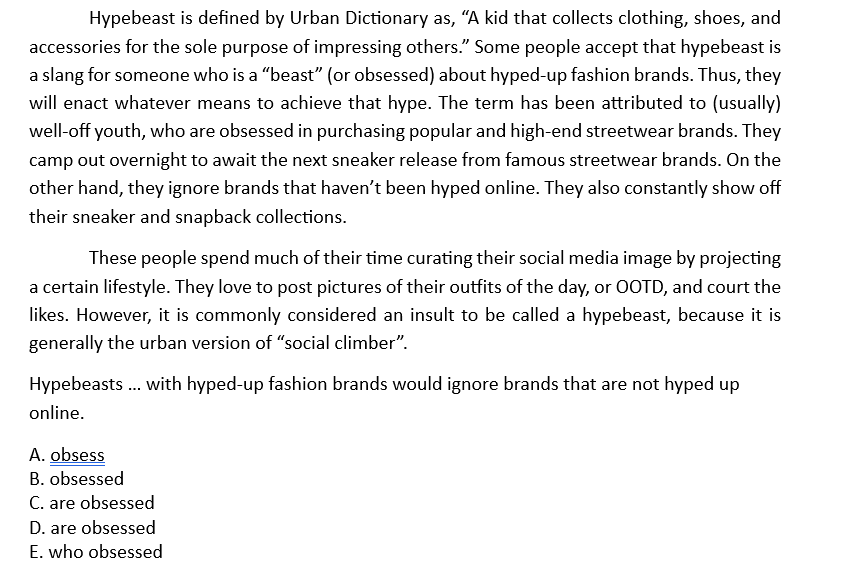 Hypebeast is defined by Urban Dictionary as, “A kid that collects clothing, shoes, and
accessories for the sole purpose of impressing others.” Some people accept that hypebeast is
a slang for someone who is a “beast” (or obsessed) about hyped-up fashion brands. Thus, they
will enact whatever means to achieve that hype. The term has been attributed to (usually)
well-off youth, who are obsessed in purchasing popular and high-end streetwear brands. They
camp out overnight to await the next sneaker release from famous streetwear brands. On the
other hand, they ignore brands that haven’t been hyped online. They also constantly show off
their sneaker and snapback collections.
These people spend much of their time curating their social media image by projecting
a certain lifestyle. They love to post pictures of their outfits of the day, or OOTD, and court the
likes. However, it is commonly considered an insult to be called a hypebeast, because it is
generally the urban version of “social climber”.
Hypebeasts ... with hyped-up fashion brands would ignore brands that are not hyped up
online.
A. obsess
B. obsessed
C. are obsessed
D. are obsessed
E. who obsessed